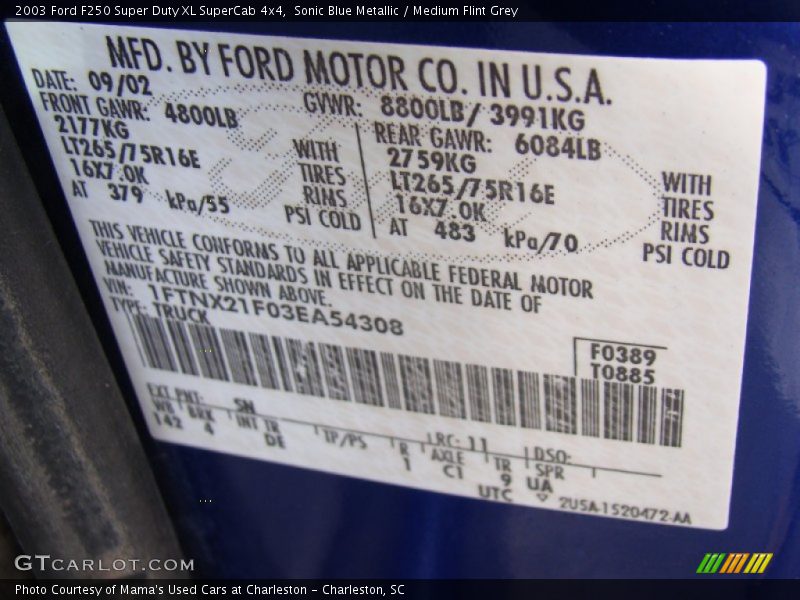 2003 Ford F250 Super Duty XL SuperCab 4x4, Sonic Blue Metallic / Medium Flint Grey
MFD. BY FORD MOTOR CO. IN U.S.A.
DATE: 09/02 GVWR: 8800LB/ 3991KG
FRONT GAWR: 4800LB REAR GAWR: 6084LB
2177KG WITH 2759KG WITH
LT265/75R16E TIRES LT265/75R16E TIRES
16X7.0K RIMS 16X7.0K RIMS
AT 379 kPa/55 PSI COLD AT 483 kPa/70 PSI COLD
THIS VEHICLE CONFORMS TO ALL APPLICABLE FEDERAL MOTOR
VEHICLE SAFETY STANDARDS IN EFFECT ON THE DATE OF
MANUFACTURE SHOWN ABOVE.
VIN: 1FTNX21F03EA54308
TYPE: TRUCK
F0389
T0885
EXT PNT: SN RC: 11 DSO:
WB BRK INT TR TP/PS R AXLE TR SPR
142 4 DE 1 C1 9 UA
UTC 2U5A-1520472-AA
GTCARLOT.COM
Photo Courtesy of Mama's Used Cars at Charleston - Charleston, SC